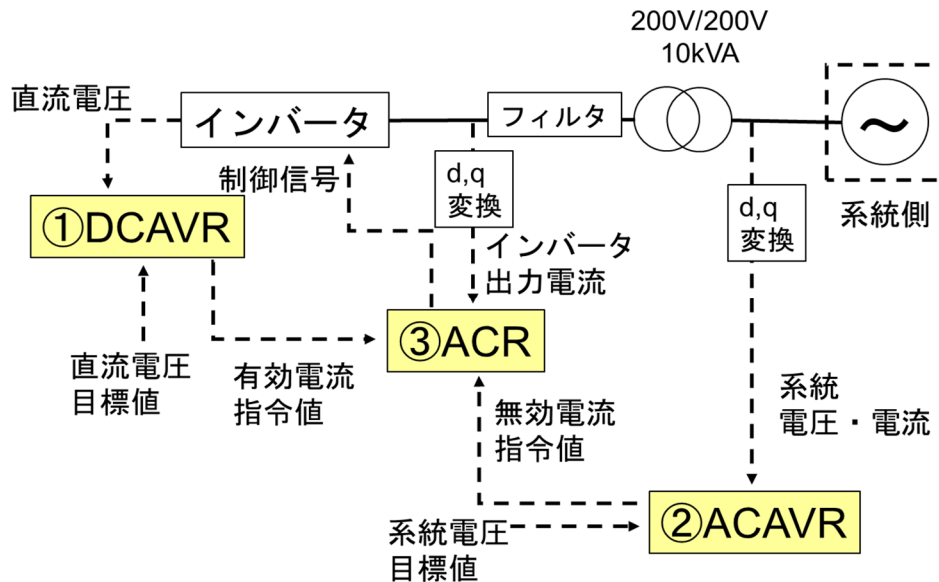 200V/200V
10kVA
直流電圧
インバータ
フィルタ
～
制御信号
d,q
変換
d,q
変換
系統側
①DCAVR
インバータ
出力電流
③ACR
直流電圧
目標値
有効電流
指令値
無効電流
指令値
系統
電圧・電流
②ACAVR
系統電圧
目標値